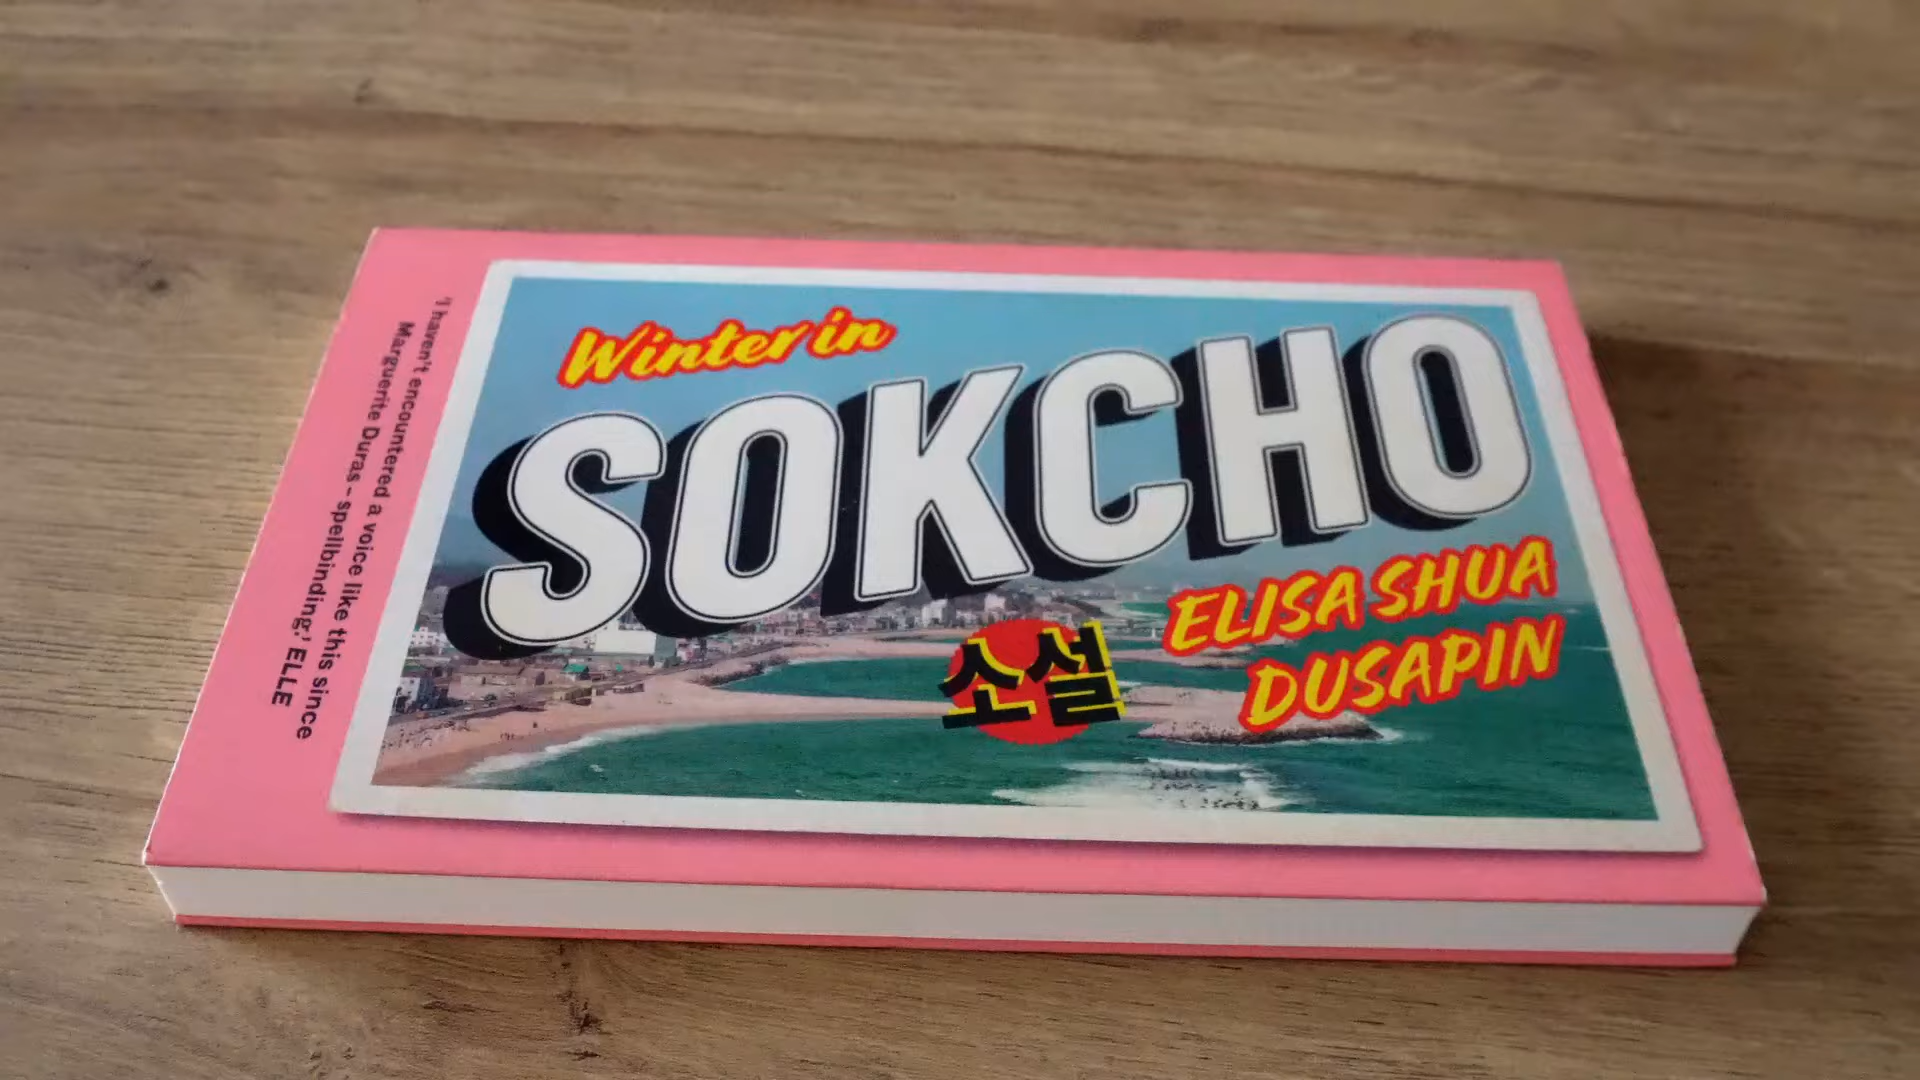 Winter in
SOKCHO
ELISA SHUA
DUSAPIN
소설
'I haven't encountered a voice like this since
Marguerite Duras – spellbinding.' ELLE